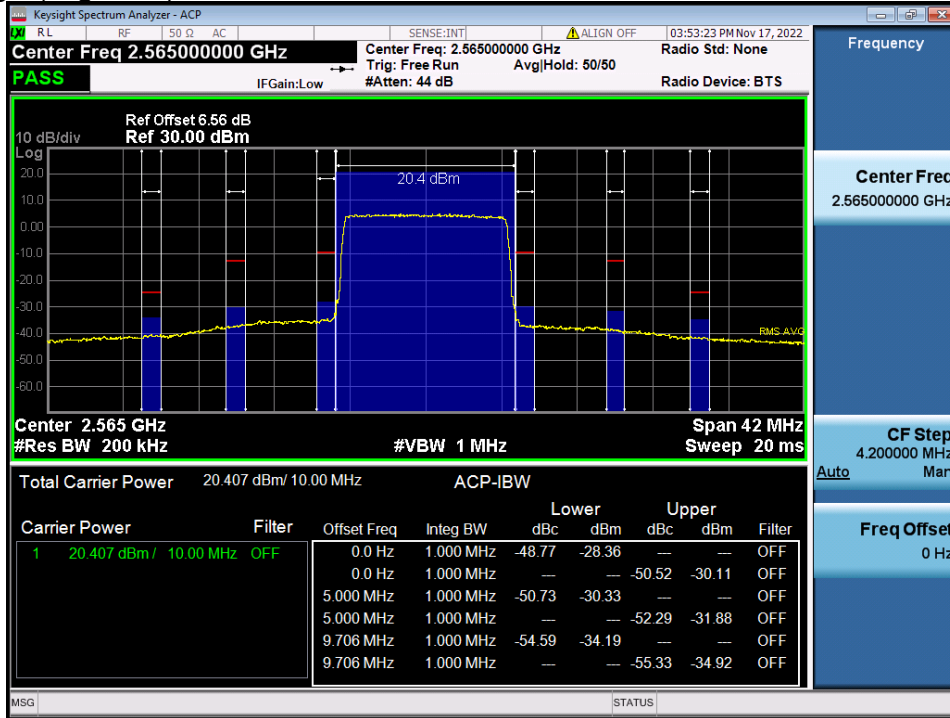 Keysight Spectrum Analyzer - ACP
LXI RL RF 50 Ω AC SENSE:INT ALIGN OFF 03:53:23 PM Nov 17, 2022
Center Freq 2.565000000 GHz
Center Freq: 2.565000000 GHz
Radio Std: None
Trig: Free Run
Avg|Hold: 50/50
PASS
IFGain:Low
#Atten: 44 dB
Radio Device: BTS
Ref Offset 6.56 dB
10 dB/div Ref 30.00 dBm
Log
20.0
10.0
0.00
-10.0
-20.0
-30.0
-40.0
-50.0
-60.0
20.4 dBm
RMS AVG
Center 2.565 GHz Span 42 MHz
#Res BW 200 kHz #VBW 1 MHz Sweep 20 ms
Total Carrier Power 20.407 dBm/ 10.00 MHz ACP-IBW
Lower Upper
Carrier Power Filter Offset Freq Integ BW dBc dBm dBc dBm Filter
1 20.407 dBm / 10.00 MHz OFF 0.0 Hz 1.000 MHz -48.77 -28.36 --- --- OFF
0.0 Hz 1.000 MHz --- --- -50.52 -30.11 OFF
5.000 MHz 1.000 MHz -50.73 -30.33 --- --- OFF
5.000 MHz 1.000 MHz --- --- -52.29 -31.88 OFF
9.706 MHz 1.000 MHz -54.59 -34.19 --- --- OFF
9.706 MHz 1.000 MHz --- --- -55.33 -34.92 OFF
MSG STATUS
Frequency
Center Freq
2.565000000 GHz
CF Step
4.200000 MHz
Auto Man
Freq Offset
0 Hz